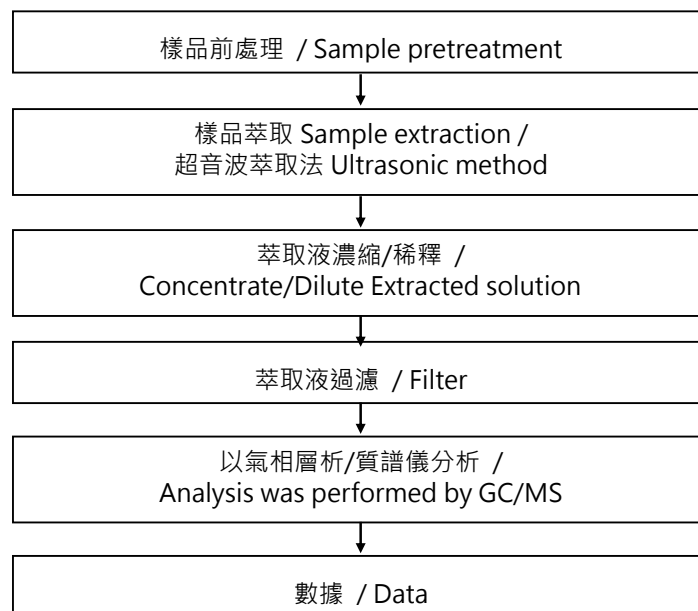 樣品前處理 / Sample pretreatment
樣品萃取 Sample extraction /
超音波萃取法 Ultrasonic method
萃取液濃縮/稀釋 /
Concentrate/Dilute Extracted solution
萃取液過濾 / Filter
以氣相層析/質譜儀分析 /
Analysis was performed by GC/MS
數據 / Data